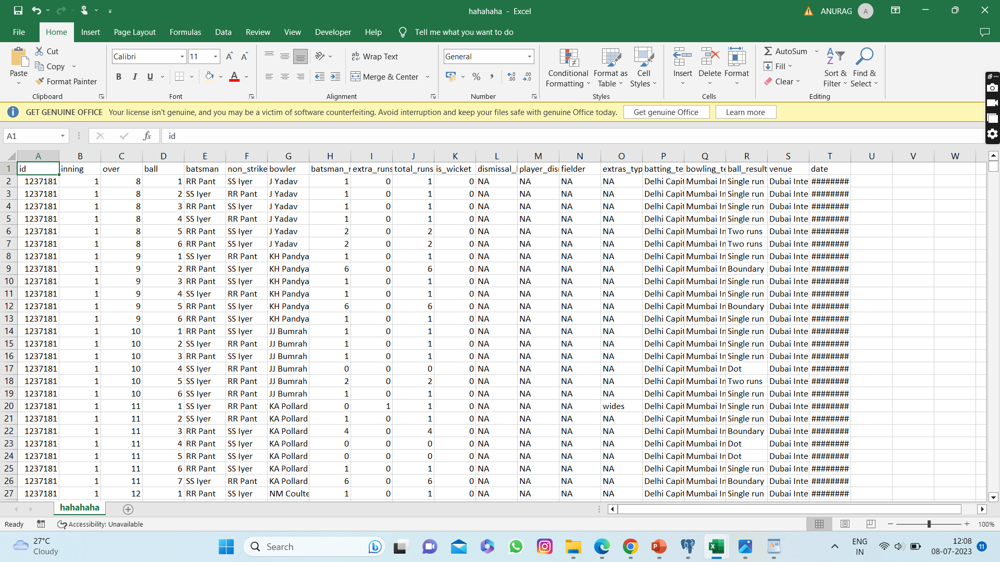 hahahaha - Excel
ANURAG A
File Home Insert Page Layout Formulas Data Review View Developer Help Tell me what you want to do
Cut
Copy
Format Painter
Paste
Clipboard
Calibri 11
B I U A
Font
Wrap Text
Merge & Center
Alignment
General
% , .00
Number
Conditional Formatting
Format as Table
Cell Styles
Styles
Insert Delete Format
Cells
AutoSum
Fill
Clear
Sort & Filter
Find & Select
Editing
GET GENUINE OFFICE Your license isn't genuine, and you may be a victim of software counterfeiting. Avoid interruption and keep your files safe with genuine Office today. Get genuine Office Learn more
A1 fx id
A B C D E F G H I J K L M N O P Q R S T U V W
1 id inning over ball batsman non_strike bowler batsman_r extra_runs total_runs is_wicket dismissal_ player_dis fielder extras_typ batting_te bowling_te ball_result venue date
2 1237181 1 8 1 RR Pant SS Iyer J Yadav 1 0 1 0 NA NA NA NA Delhi Capit Mumbai In Single run Dubai Inte ########
3 1237181 1 8 2 SS Iyer RR Pant J Yadav 1 0 1 0 NA NA NA NA Delhi Capit Mumbai In Single run Dubai Inte ########
4 1237181 1 8 3 RR Pant SS Iyer J Yadav 1 0 1 0 NA NA NA NA Delhi Capit Mumbai In Single run Dubai Inte ########
5 1237181 1 8 4 SS Iyer RR Pant J Yadav 1 0 1 0 NA NA NA NA Delhi Capit Mumbai In Single run Dubai Inte ########
6 1237181 1 8 5 RR Pant SS Iyer J Yadav 2 0 2 0 NA NA NA NA Delhi Capit Mumbai In Two runs Dubai Inte ########
7 1237181 1 8 6 RR Pant SS Iyer J Yadav 2 0 2 0 NA NA NA NA Delhi Capit Mumbai In Two runs Dubai Inte ########
8 1237181 1 9 1 SS Iyer RR Pant KH Pandya 1 0 1 0 NA NA NA NA Delhi Capit Mumbai In Single run Dubai Inte ########
9 1237181 1 9 2 RR Pant SS Iyer KH Pandya 6 0 6 0 NA NA NA NA Delhi Capit Mumbai In Boundary Dubai Inte ########
10 1237181 1 9 3 RR Pant SS Iyer KH Pandya 1 0 1 0 NA NA NA NA Delhi Capit Mumbai In Single run Dubai Inte ########
11 1237181 1 9 4 SS Iyer RR Pant KH Pandya 1 0 1 0 NA NA NA NA Delhi Capit Mumbai In Single run Dubai Inte ########
12 1237181 1 9 5 RR Pant SS Iyer KH Pandya 6 0 6 0 NA NA NA NA Delhi Capit Mumbai In Boundary Dubai Inte ########
13 1237181 1 9 6 RR Pant SS Iyer KH Pandya 1 0 1 0 NA NA NA NA Delhi Capit Mumbai In Single run Dubai Inte ########
14 1237181 1 10 1 RR Pant SS Iyer JJ Bumrah 1 0 1 0 NA NA NA NA Delhi Capit Mumbai In Single run Dubai Inte ########
15 1237181 1 10 2 SS Iyer RR Pant JJ Bumrah 1 0 1 0 NA NA NA NA Delhi Capit Mumbai In Single run Dubai Inte ########
16 1237181 1 10 3 RR Pant SS Iyer JJ Bumrah 1 0 1 0 NA NA NA NA Delhi Capit Mumbai In Single run Dubai Inte ########
17 1237181 1 10 4 SS Iyer RR Pant JJ Bumrah 0 0 0 0 NA NA NA NA Delhi Capit Mumbai In Dot Dubai Inte ########
18 1237181 1 10 5 SS Iyer RR Pant JJ Bumrah 2 0 2 0 NA NA NA NA Delhi Capit Mumbai In Two runs Dubai Inte ########
19 1237181 1 10 6 SS Iyer RR Pant JJ Bumrah 1 0 1 0 NA NA NA NA Delhi Capit Mumbai In Single run Dubai Inte ########
20 1237181 1 11 1 SS Iyer RR Pant KA Pollard 0 1 1 0 NA NA NA wides Delhi Capit Mumbai In Single run Dubai Inte ########
21 1237181 1 11 2 SS Iyer RR Pant KA Pollard 1 0 1 0 NA NA NA NA Delhi Capit Mumbai In Single run Dubai Inte ########
22 1237181 1 11 3 RR Pant SS Iyer KA Pollard 4 0 4 0 NA NA NA NA Delhi Capit Mumbai In Boundary Dubai Inte ########
23 1237181 1 11 4 RR Pant SS Iyer KA Pollard 0 0 0 0 NA NA NA NA Delhi Capit Mumbai In Dot Dubai Inte ########
24 1237181 1 11 5 RR Pant SS Iyer KA Pollard 0 0 0 0 NA NA NA NA Delhi Capit Mumbai In Dot Dubai Inte ########
25 1237181 1 11 6 RR Pant SS Iyer KA Pollard 1 0 1 0 NA NA NA NA Delhi Capit Mumbai In Single run Dubai Inte ########
26 1237181 1 11 7 SS Iyer RR Pant KA Pollard 6 0 6 0 NA NA NA NA Delhi Capit Mumbai In Boundary Dubai Inte ########
27 1237181 1 12 1 RR Pant SS Iyer NM Coulte 1 0 1 0 NA NA NA NA Delhi Capit Mumbai In Single run Dubai Inte ########
hahahaha
Ready Accessibility: Unavailable 100%
27°C
Cloudy
Search
ENG
IN
12:08
08-07-2023
11